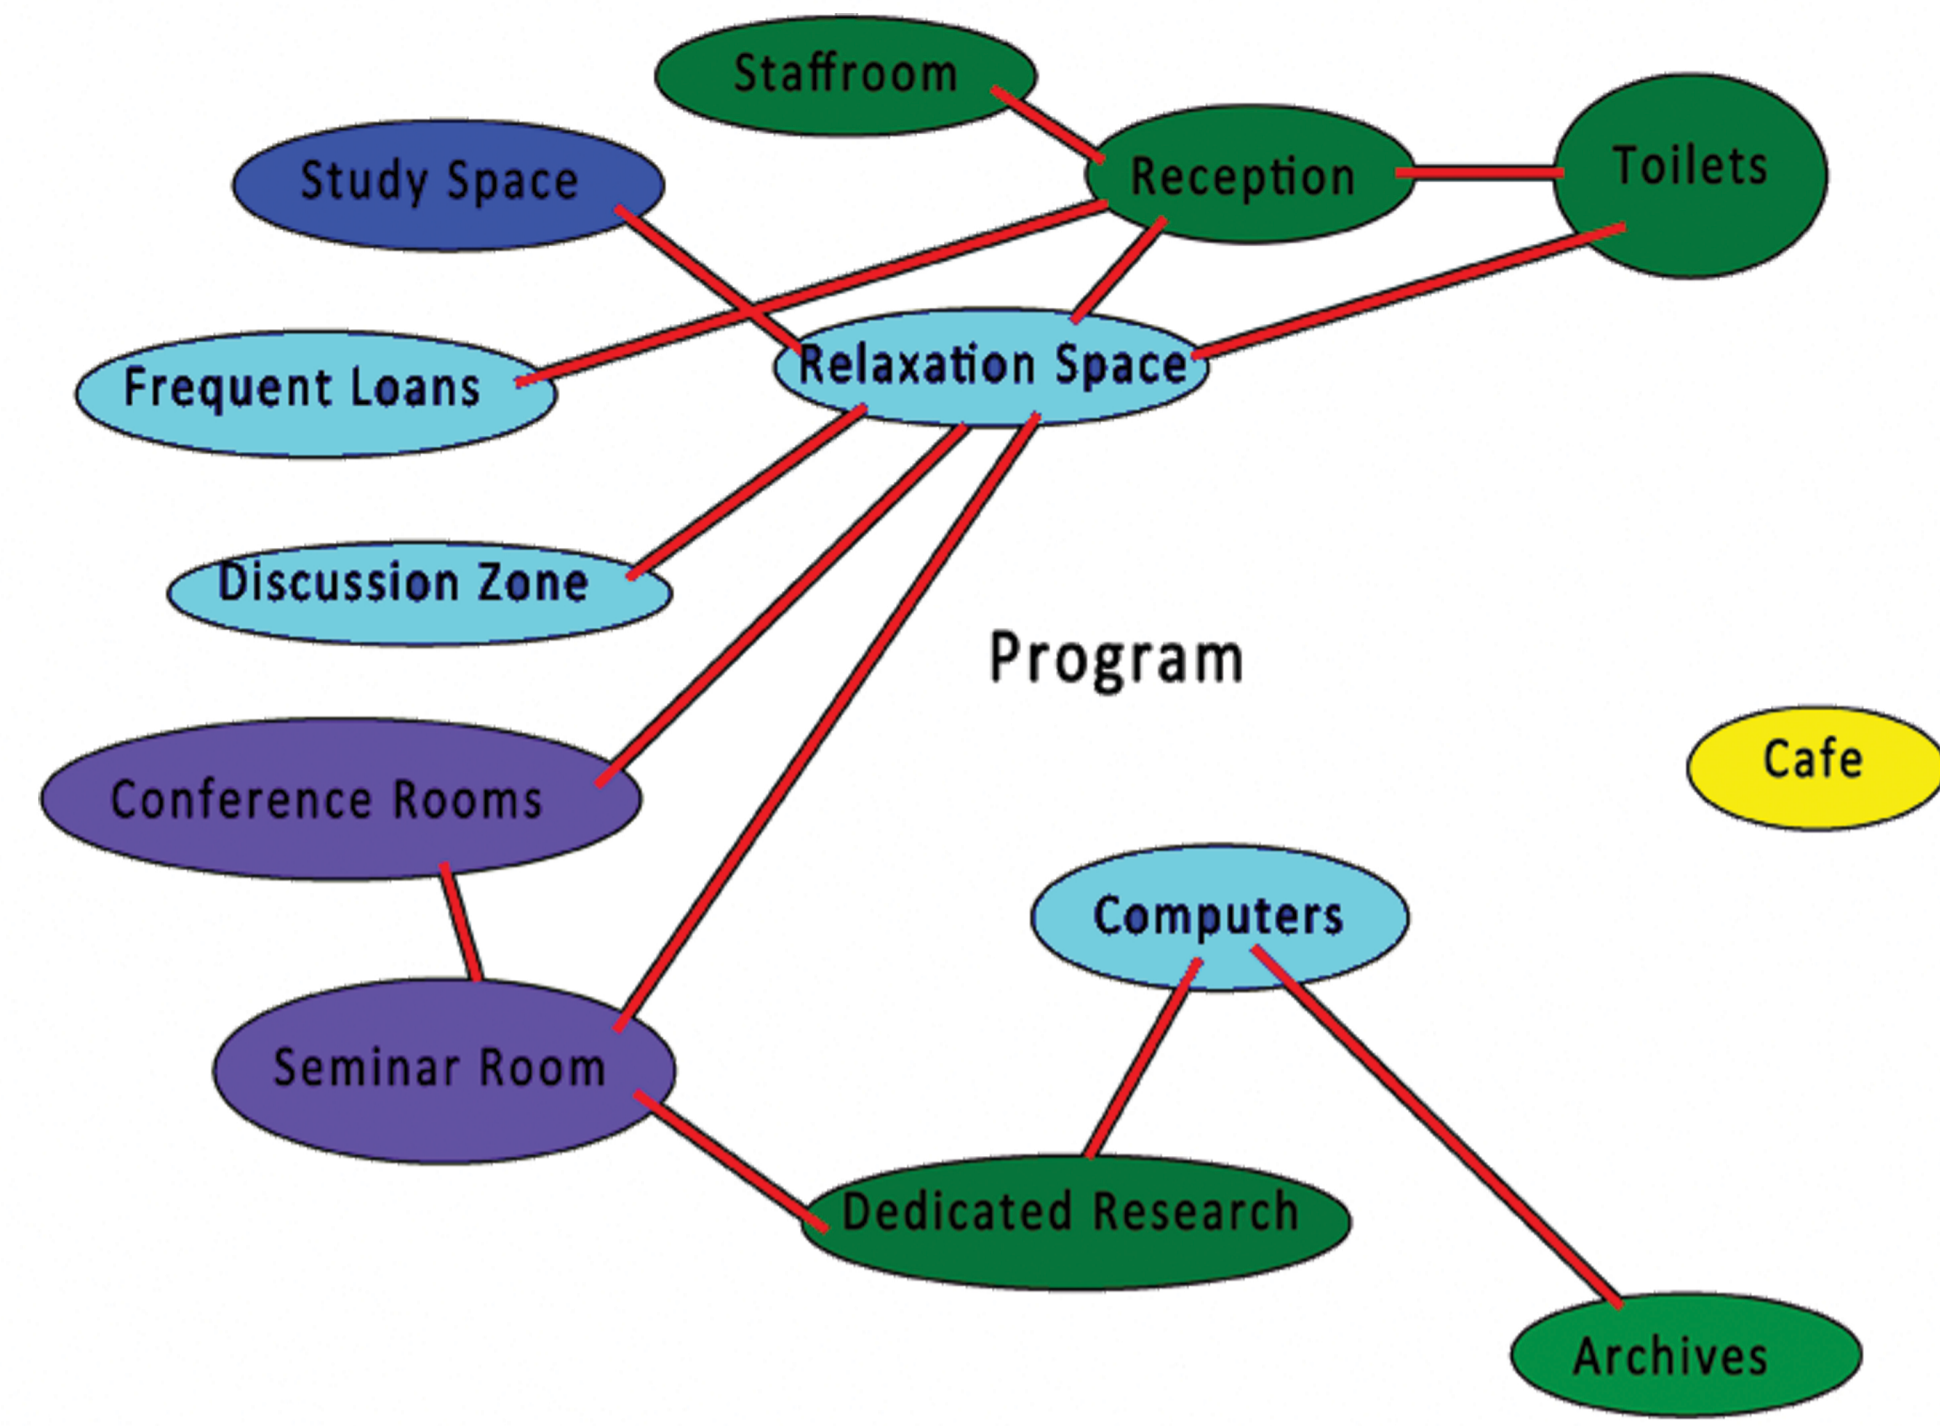 Staffroom
Study Space
Reception
Toilets
Frequent Loans
Relaxation Space
Discussion Zone
Program
Cafe
Conference Rooms
Computers
Seminar Room
Dedicated Research
Archives